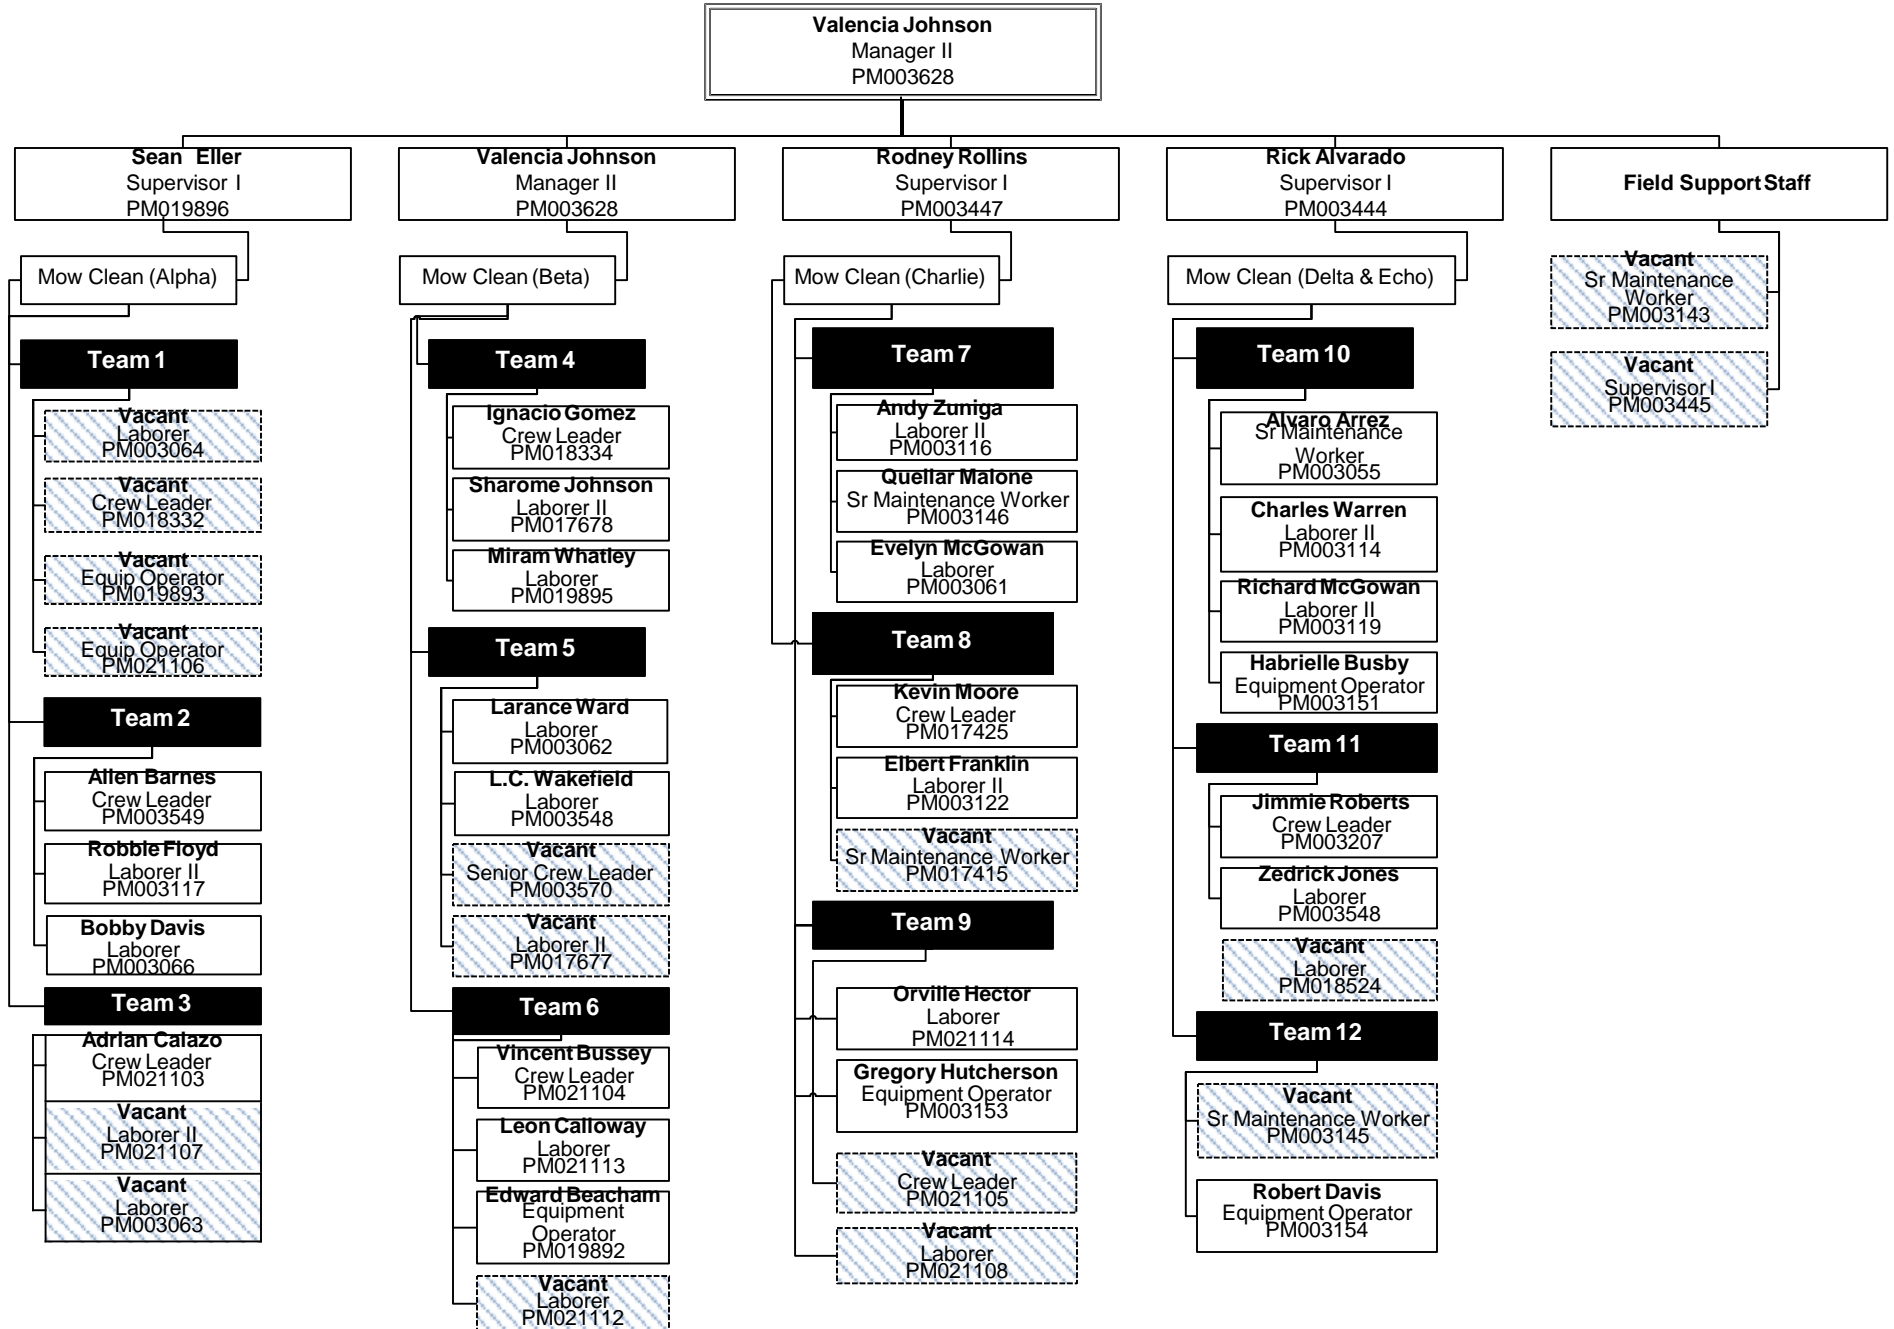 Valencia Johnson
Manager II
PM003628
Sean Eller
Supervisor I
PM019896
Valencia Johnson
Manager II
PM003628
Rodney Rollins
Supervisor I
PM003447
Rick Alvarado
Supervisor I
PM003444
Field Support Staff
Mow Clean (Alpha)
Team 1
Vacant
Laborer
PM003064
Vacant
Crew Leader
PM018332
Vacant
Equip Operator
PM019893
Vacant
Equip Operator
PM021106
Team 2
Allen Barnes
Crew Leader
PM003549
Robbie Floyd
Laborer II
PM003117
Bobby Davis
Laborer
PM003066
Team 3
Adrian Calazo
Crew Leader
PM021103
Vacant
Laborer II
PM021107
Vacant
Laborer
PM003063
Mow Clean (Beta)
Team 4
Ignacio Gomez
Crew Leader
PM018334
Sharome Johnson
Laborer II
PM017678
Miram Whatley
Laborer
PM019895
Team 5
Larance Ward
Laborer
PM003062
L.C. Wakefield
Laborer
PM003548
Vacant
Senior Crew Leader
PM003570
Vacant
Laborer II
PM017677
Team 6
Vincent Bussey
Crew Leader
PM021104
Leon Calloway
Laborer
PM021113
Edward Beacham
Equipment
Operator
PM019892
Vacant
Laborer
PM021112
Mow Clean (Charlie)
Team 7
Andy Zuniga
Laborer II
PM003116
Quellar Malone
Sr Maintenance Worker
PM003146
Evelyn McGowan
Laborer
PM003061
Team 8
Kevin Moore
Crew Leader
PM017425
Elbert Franklin
Laborer II
PM003122
Vacant
Sr Maintenance Worker
PM017415
Team 9
Orville Hector
Laborer
PM021114
Gregory Hutcherson
Equipment Operator
PM003153
Vacant
Crew Leader
PM021105
Vacant
Laborer
PM021108
Mow Clean (Delta & Echo)
Team 10
Alvaro Arrez
Sr Maintenance
Worker
PM003055
Charles Warren
Laborer II
PM003114
Richard McGowan
Laborer II
PM003119
Habrielle Busby
Equipment Operator
PM003151
Team 11
Jimmie Roberts
Crew Leader
PM003207
Zedrick Jones
Laborer
PM003548
Vacant
Laborer
PM018524
Team 12
Vacant
Sr Maintenance Worker
PM003145
Robert Davis
Equipment Operator
PM003154
Vacant
Sr Maintenance
Worker
PM003143
Vacant
Supervisor I
PM003445